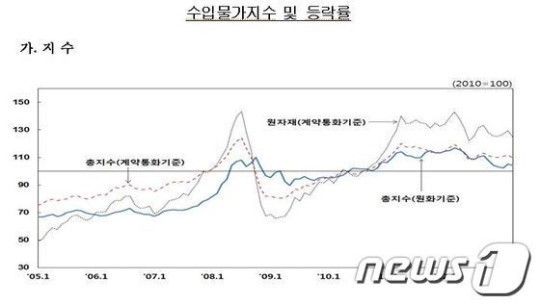 수입물가지수 및 등락률
가. 지 수
(2010=100)
150
130
110
100
90
70
50
30
원자재(계약통화기준)
총지수(계약통화기준)
총지수(원화기준)
'05.1 '06.1 '07.1 '08.1 '09.1 '10.1
news1